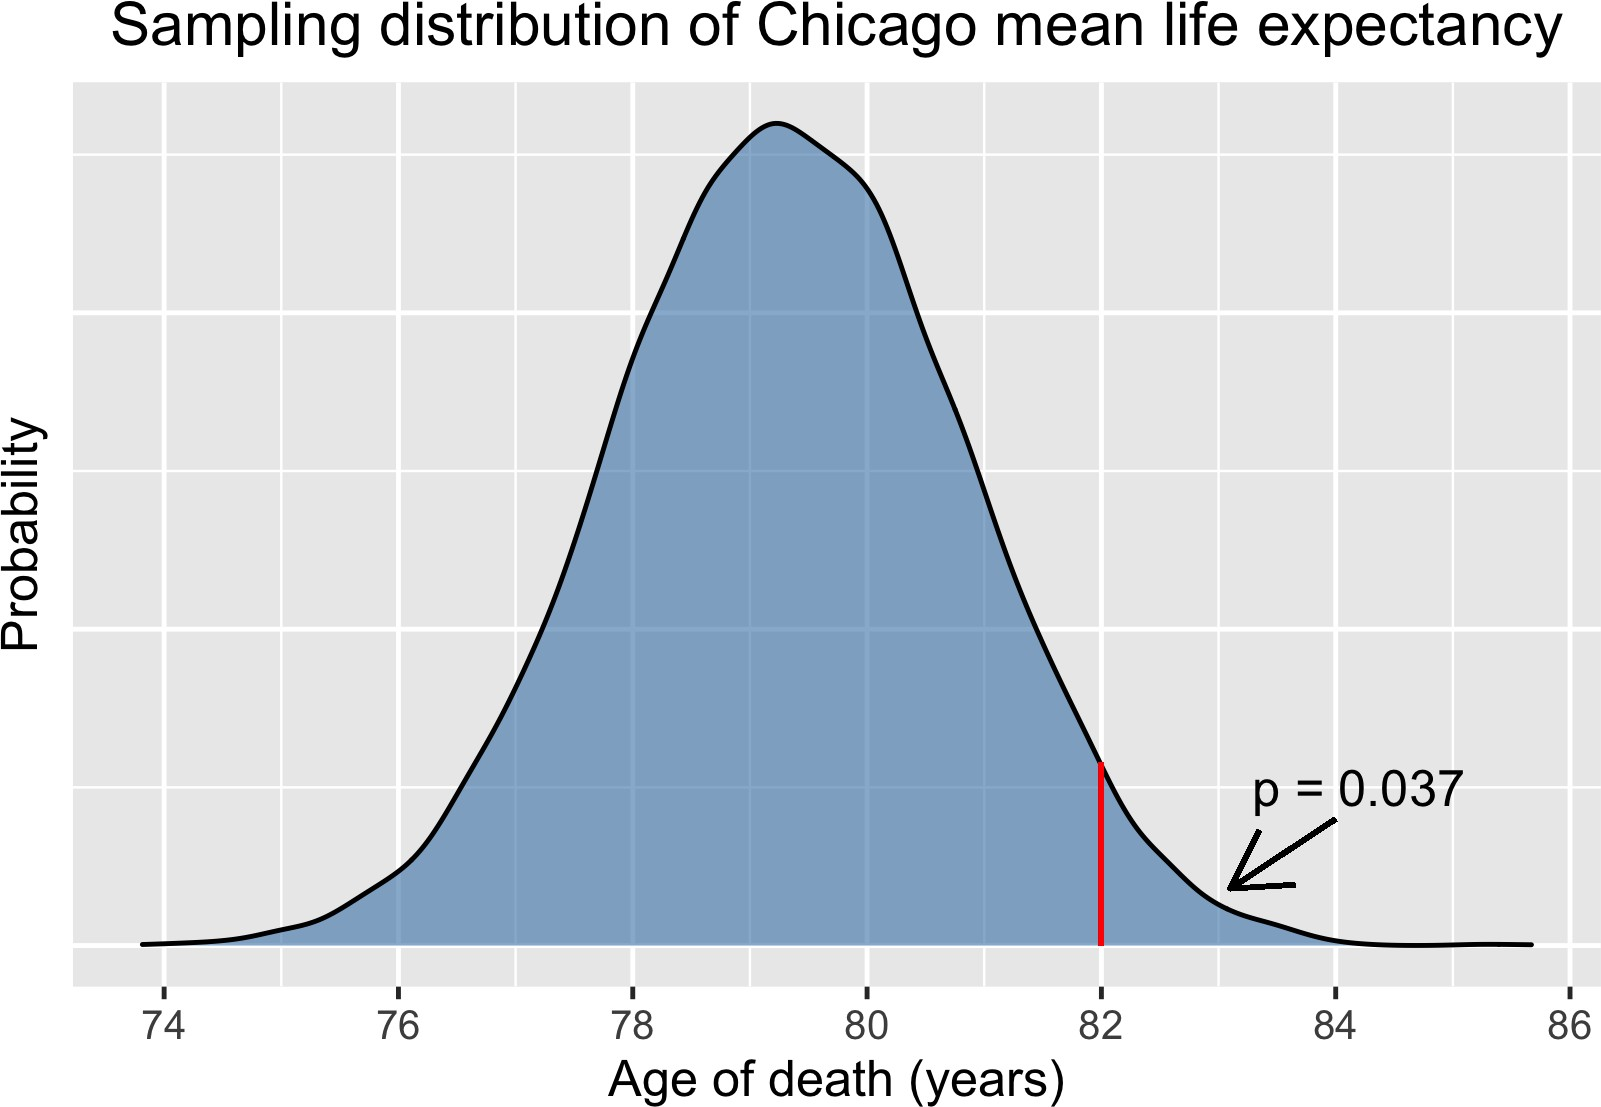 Sampling distribution of Chicago mean life expectancy
Probability
p = 0.037
74 76 78 80 82 84 86
Age of death (years)